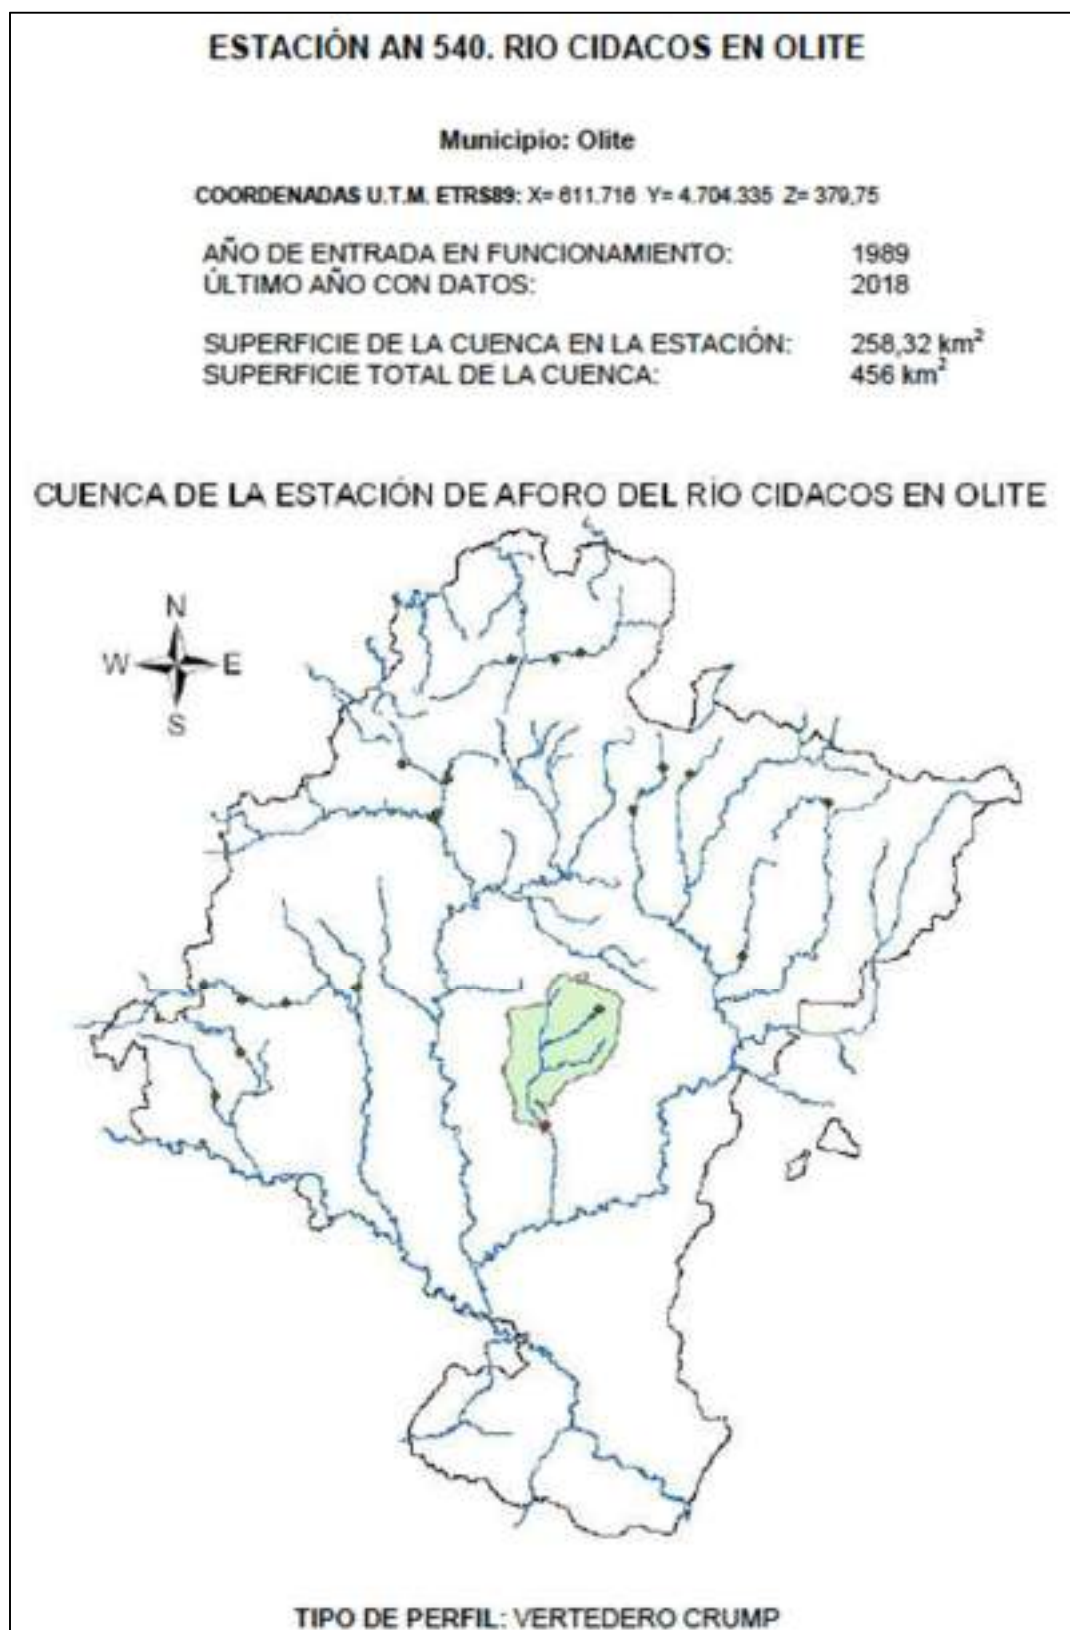 ESTACIÓN AN 540. RIO CIDACOS EN OLITE
Municipio: Olite
COORDENADAS U.T.M. ETRS89: X= 611.716 Y= 4.704.335 Z= 379,75
AÑO DE ENTRADA EN FUNCIONAMIENTO: 1989
ÚLTIMO AÑO CON DATOS: 2018
SUPERFICIE DE LA CUENCA EN LA ESTACIÓN: 258,32 km²
SUPERFICIE TOTAL DE LA CUENCA: 456 km²
CUENCA DE LA ESTACIÓN DE AFORO DEL RÍO CIDACOS EN OLITE
N
W E
S
TIPO DE PERFIL: VERTEDERO CRUMP